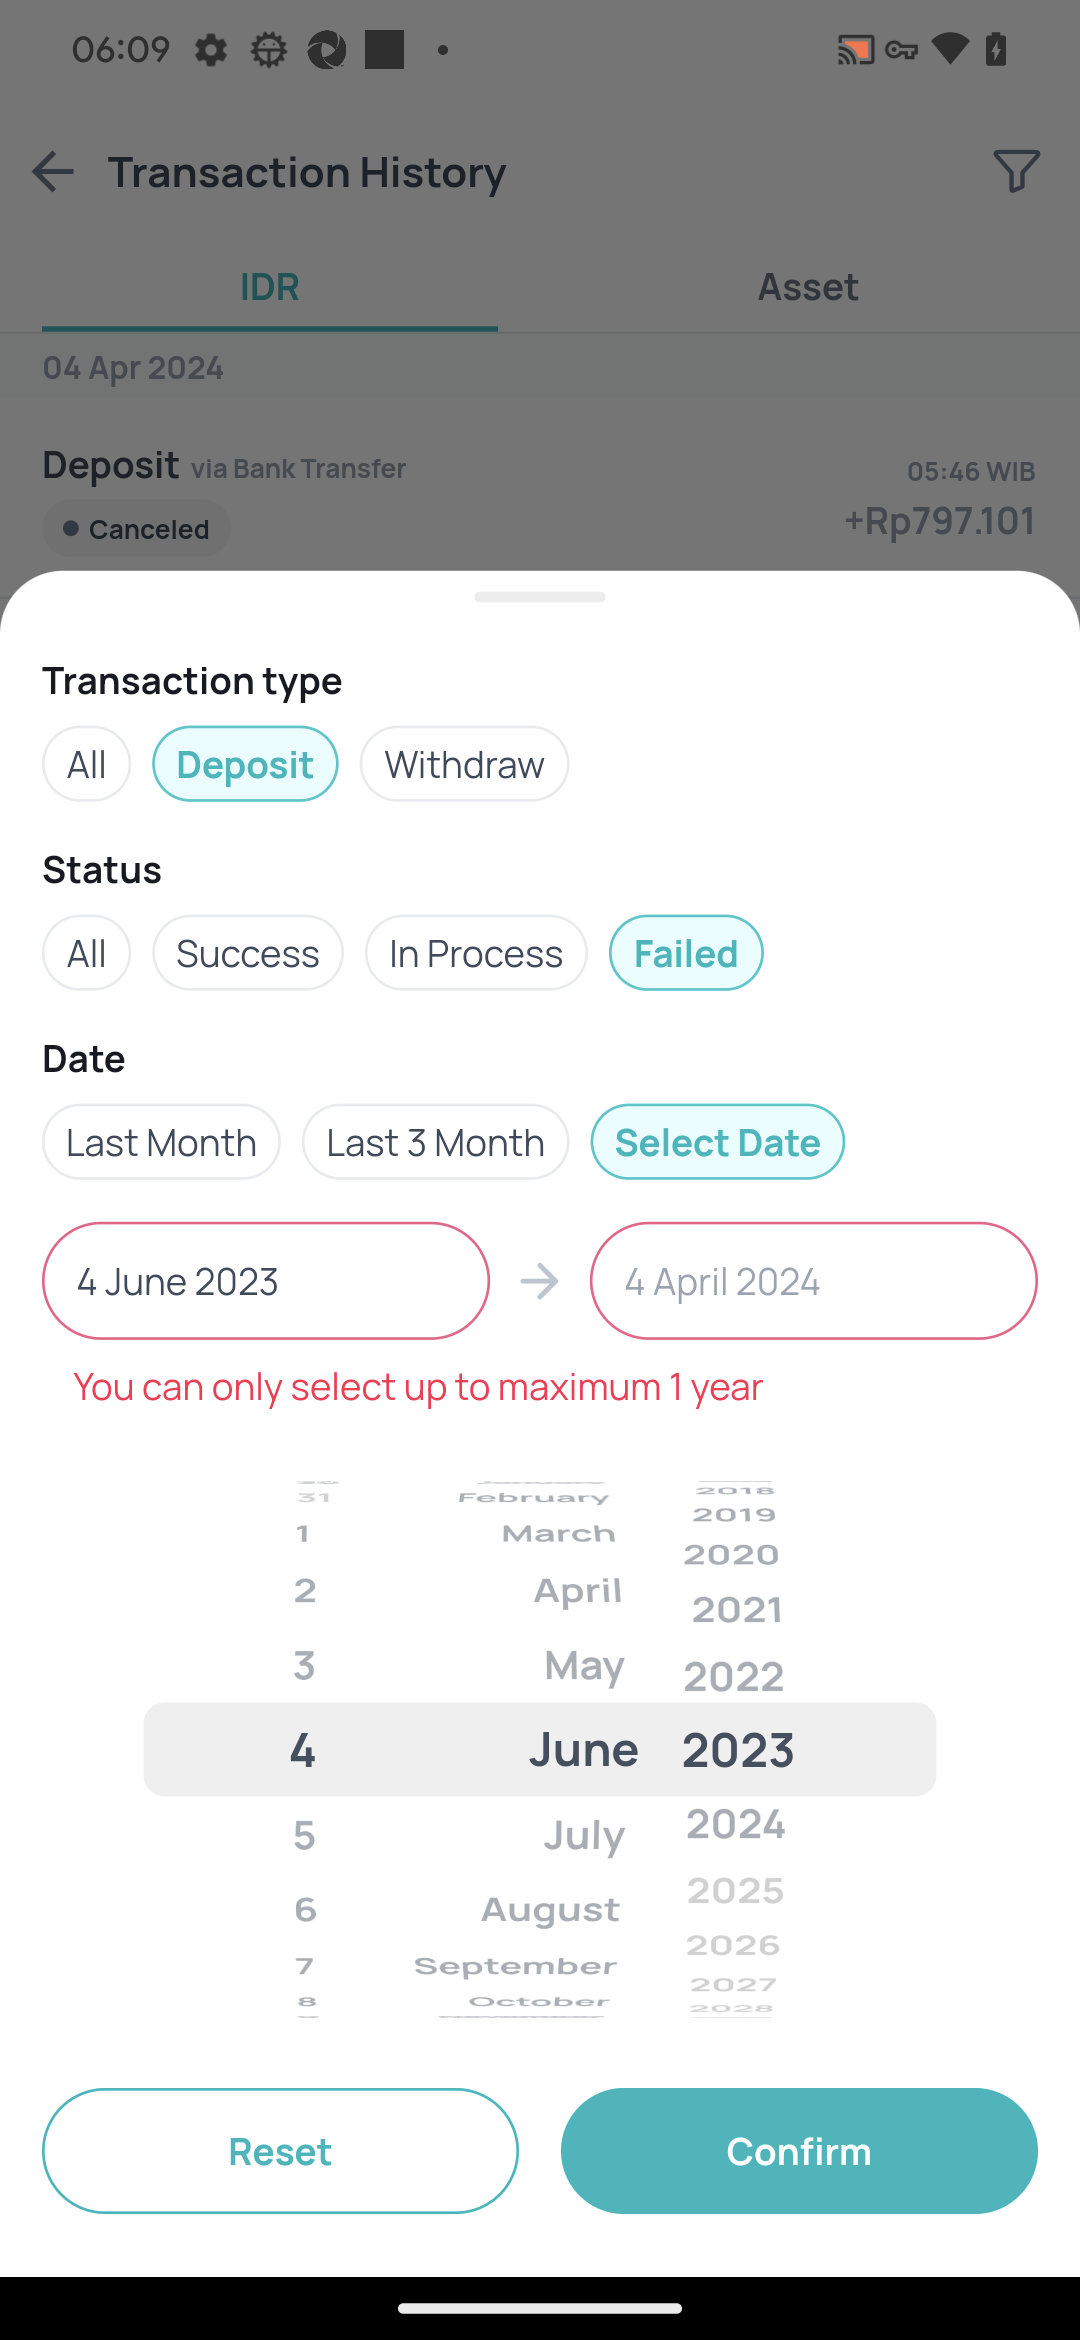 06:09
Transaction History
IDR
Asset
04 Apr 2024
Deposit via Bank Transfer
05:46 WIB
Canceled
+Rp797.101
Transaction type
All
Deposit
Withdraw
Status
All
Success
In Process
Failed
Date
Last Month
Last 3 Month
Select Date
4 June 2023
4 April 2024
You can only select up to maximum 1 year
2018
31 February 2019
1 March 2020
2 April 2021
3 May 2022
4 June 2023
5 July 2024
6 August 2025
7 September 2026
8 October 2027
2028
Reset
Confirm